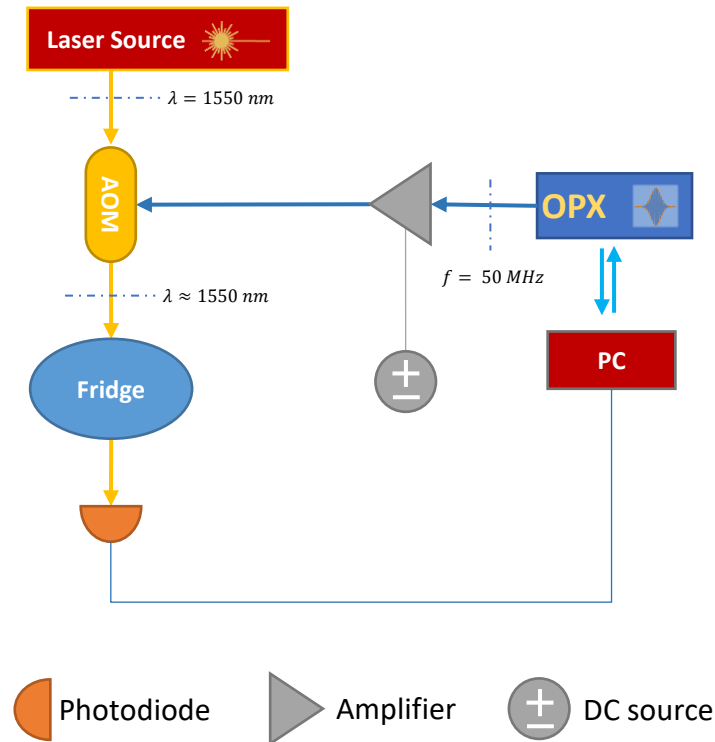 Laser Source
λ = 1550 nm
AOM
OPX
f = 50 MHz
λ ≈ 1550 nm
PC
Fridge
Photodiode
Amplifier
DC source